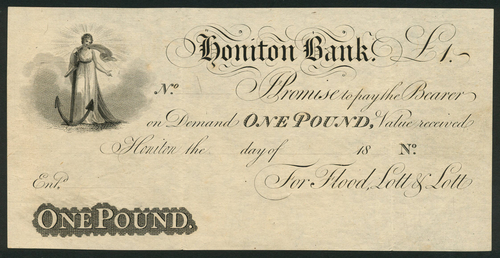 Honiton Bank. £1.-
Nº I Promise to pay the Bearer
on Demand ONE POUND, Value received
Honiton the day of 18 Nº
Entd For Flood, Lott & Lott
ONE POUND.